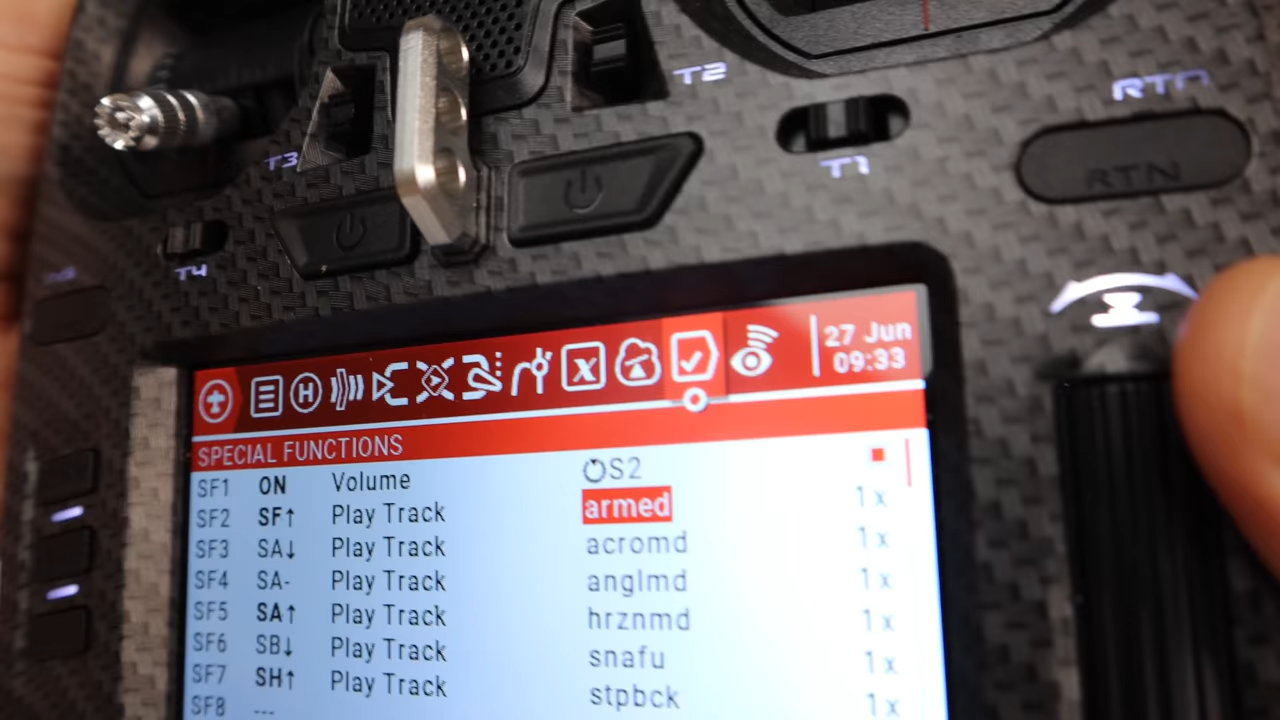 T2
T3
T1
RTN
RTN
T4
27 Jun
09:33
SPECIAL FUNCTIONS
SF1 ON Volume S2
SF2 SF↑ Play Track armed 1x
SF3 SA↓ Play Track acromd 1x
SF4 SA- Play Track anglmd 1x
SF5 SA↑ Play Track hrznmd 1x
SF6 SB↓ Play Track snafu 1x
SF7 SH↑ Play Track stpbck 1x
SF8 ---